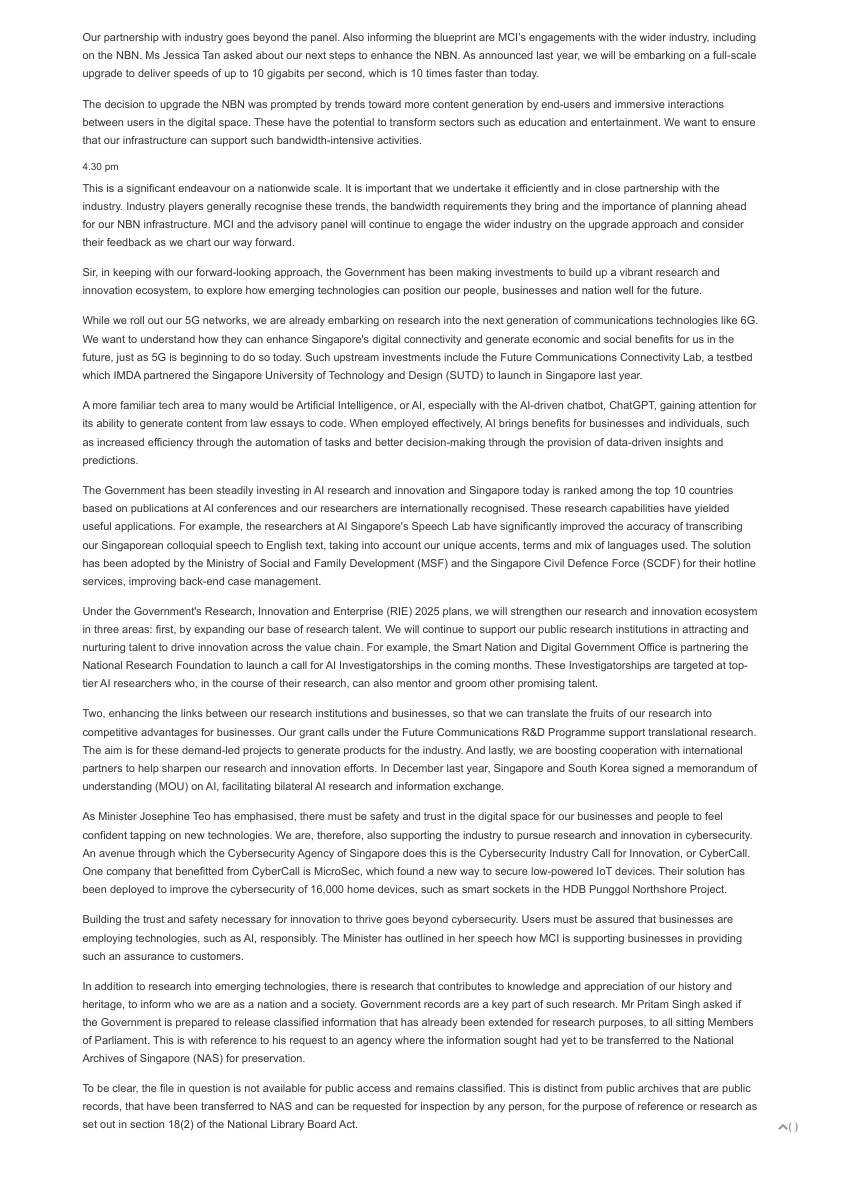 Our partnership with industry goes beyond the panel. Also informing the blueprint are MCI's engagements with the wider industry, including
on the NBN. Ms Jessica Tan asked about our next steps to enhance the NBN. As announced last year, we will be embarking on a full-scale
upgrade to deliver speeds of up to 10 gigabits per second, which is 10 times faster than today.
The decision to upgrade the NBN was prompted by trends toward more content generation by end-users and immersive interactions
between users in the digital space. These have the potential to transform sectors such as education and entertainment. We want to ensure
that our infrastructure can support such bandwidth-intensive activities.
4.30 pm
This is a significant endeavour on a nationwide scale. It is important that we undertake it efficiently and in close partnership with the
industry. Industry players generally recognise these trends, the bandwidth requirements they bring and the importance of planning ahead
for our NBN infrastructure. MCI and the advisory panel will continue to engage the wider industry on the upgrade approach and consider
their feedback as we chart our way forward.
Sir, in keeping with our forward-looking approach, the Government has been making investments to build up a vibrant research and
innovation ecosystem, to explore how emerging technologies can position our people, businesses and nation well for the future.
While we roll out our 5G networks, we are already embarking on research into the next generation of communications technologies like 6G.
We want to understand how they can enhance Singapore's digital connectivity and generate economic and social benefits for us in the
future, just as 5G is beginning to do so today. Such upstream investments include the Future Communications Connectivity Lab, a testbed
which IMDA partnered the Singapore University of Technology and Design (SUTD) to launch in Singapore last year.
A more familiar tech area to many would be Artificial Intelligence, or AI, especially with the AI-driven chatbot, ChatGPT, gaining attention for
its ability to generate content from law essays to code. When employed effectively, AI brings benefits for businesses and individuals, such
as increased efficiency through the automation of tasks and better decision-making through the provision of data-driven insights and
predictions.
The Government has been steadily investing in AI research and innovation and Singapore today is ranked among the top 10 countries
based on publications at AI conferences and our researchers are internationally recognised. These research capabilities have yielded
useful applications. For example, the researchers at AI Singapore's Speech Lab have significantly improved the accuracy of transcribing
our Singaporean colloquial speech to English text, taking into account our unique accents, terms and mix of languages used. The solution
has been adopted by the Ministry of Social and Family Development (MSF) and the Singapore Civil Defence Force (SCDF) for their hotline
services, improving back-end case management.
Under the Government's Research, Innovation and Enterprise (RIE) 2025 plans, we will strengthen our research and innovation ecosystem
in three areas: first, by expanding our base of research talent. We will continue to support our public research institutions in attracting and
nurturing talent to drive innovation across the value chain. For example, the Smart Nation and Digital Government Office is partnering the
National Research Foundation to launch a call for AI Investigatorships in the coming months. These Investigatorships are targeted at top-
tier AI researchers who, in the course of their research, can also mentor and groom other promising talent.
Two, enhancing the links between our research institutions and businesses, so that we can translate the fruits of our research into
competitive advantages for businesses. Our grant calls under the Future Communications R&D Programme support translational research.
The aim is for these demand-led projects to generate products for the industry. And lastly, we are boosting cooperation with international
partners to help sharpen our research and innovation efforts. In December last year, Singapore and South Korea signed a memorandum of
understanding (MOU) on AI, facilitating bilateral AI research and information exchange.
As Minister Josephine Teo has emphasised, there must be safety and trust in the digital space for our businesses and people to feel
confident tapping on new technologies. We are, therefore, also supporting the industry to pursue research and innovation in cybersecurity.
An avenue through which the Cybersecurity Agency of Singapore does this is the Cybersecurity Industry Call for Innovation, or CyberCall.
One company that benefitted from CyberCall is MicroSec, which found a new way to secure low-powered IoT devices. Their solution has
been deployed to improve the cybersecurity of 16,000 home devices, such as smart sockets in the HDB Punggol Northshore Project.
Building the trust and safety necessary for innovation to thrive goes beyond cybersecurity. Users must be assured that businesses are
employing technologies, such as AI, responsibly. The Minister has outlined in her speech how MCI is supporting businesses in providing
such an assurance to customers.
In addition to research into emerging technologies, there is research that contributes to knowledge and appreciation of our history and
heritage, to inform who we are as a nation and a society. Government records are a key part of such research. Mr Pritam Singh asked if
the Government is prepared to release classified information that has already been extended for research purposes, to all sitting Members
of Parliament. This is with reference to his request to an agency where the information sought had yet to be transferred to the National
Archives of Singapore (NAS) for preservation.
To be clear, the file in question is not available for public access and remains classified. This is distinct from public archives that are public
records, that have been transferred to NAS and can be requested for inspection by any person, for the purpose of reference or research as
set out in section 18(2) of the National Library Board Act.
( )